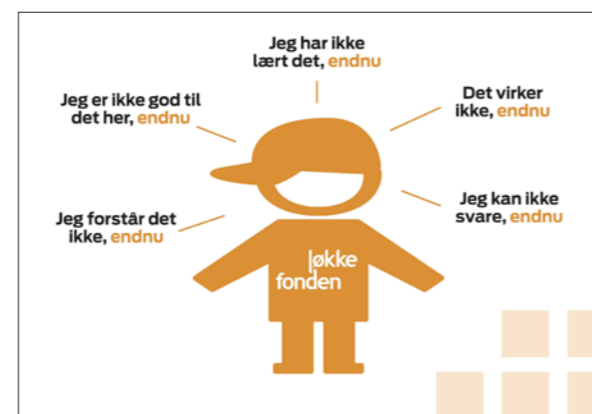 Jeg har ikke
lært det, endnu
Jeg er ikke god til
det her, endnu
Det virker
ikke, endnu
Jeg forstår det
ikke, endnu
Jeg kan ikke
svare, endnu
løkke
fonden